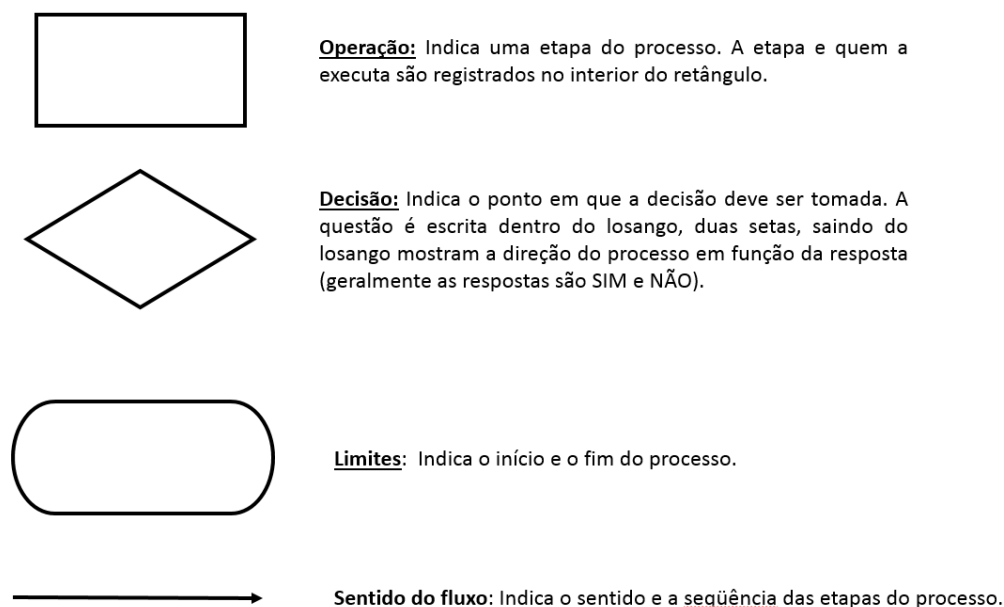 Operação: Indica uma etapa do processo. A etapa e quem a
executa são registrados no interior do retângulo.
Decisão: Indica o ponto em que a decisão deve ser tomada. A
questão é escrita dentro do losango, duas setas, saindo do
losango mostram a direção do processo em função da resposta
(geralmente as respostas são SIM e NÃO).
Limites: Indica o início e o fim do processo.
Sentido do fluxo: Indica o sentido e a seqüência das etapas do processo.